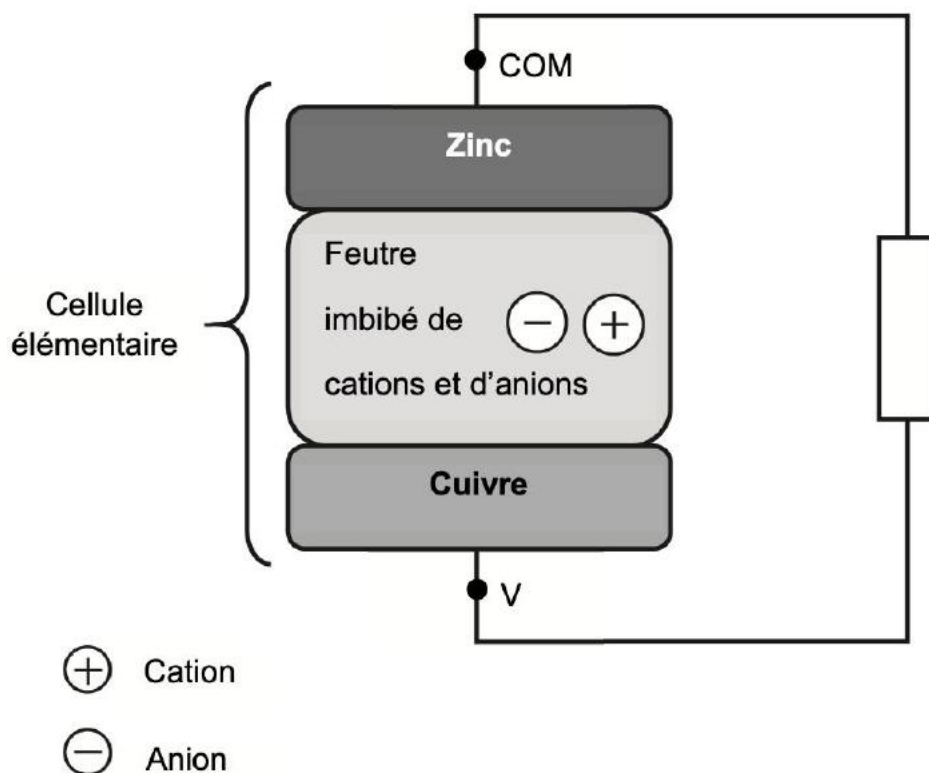 COM
Zinc
Feutre
imbibé de
cations et d'anions
Cellule
élémentaire
Cuivre
V
Cation
Anion